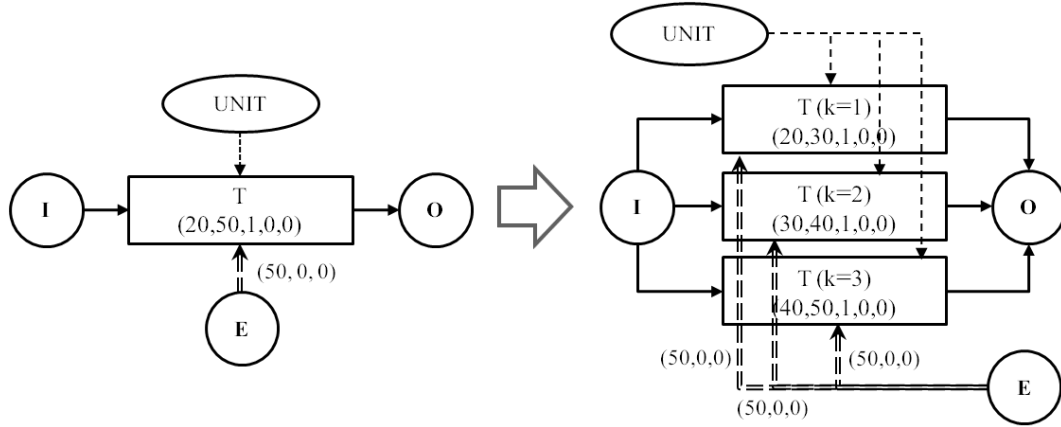 UNIT
I
T
(20,50,1,0,0)
O
(50, 0, 0)
E
UNIT
T (k=1)
(20,30,1,0,0)
I
T (k=2)
(30,40,1,0,0)
O
T (k=3)
(40,50,1,0,0)
(50,0,0)
(50,0,0)
E
(50,0,0)